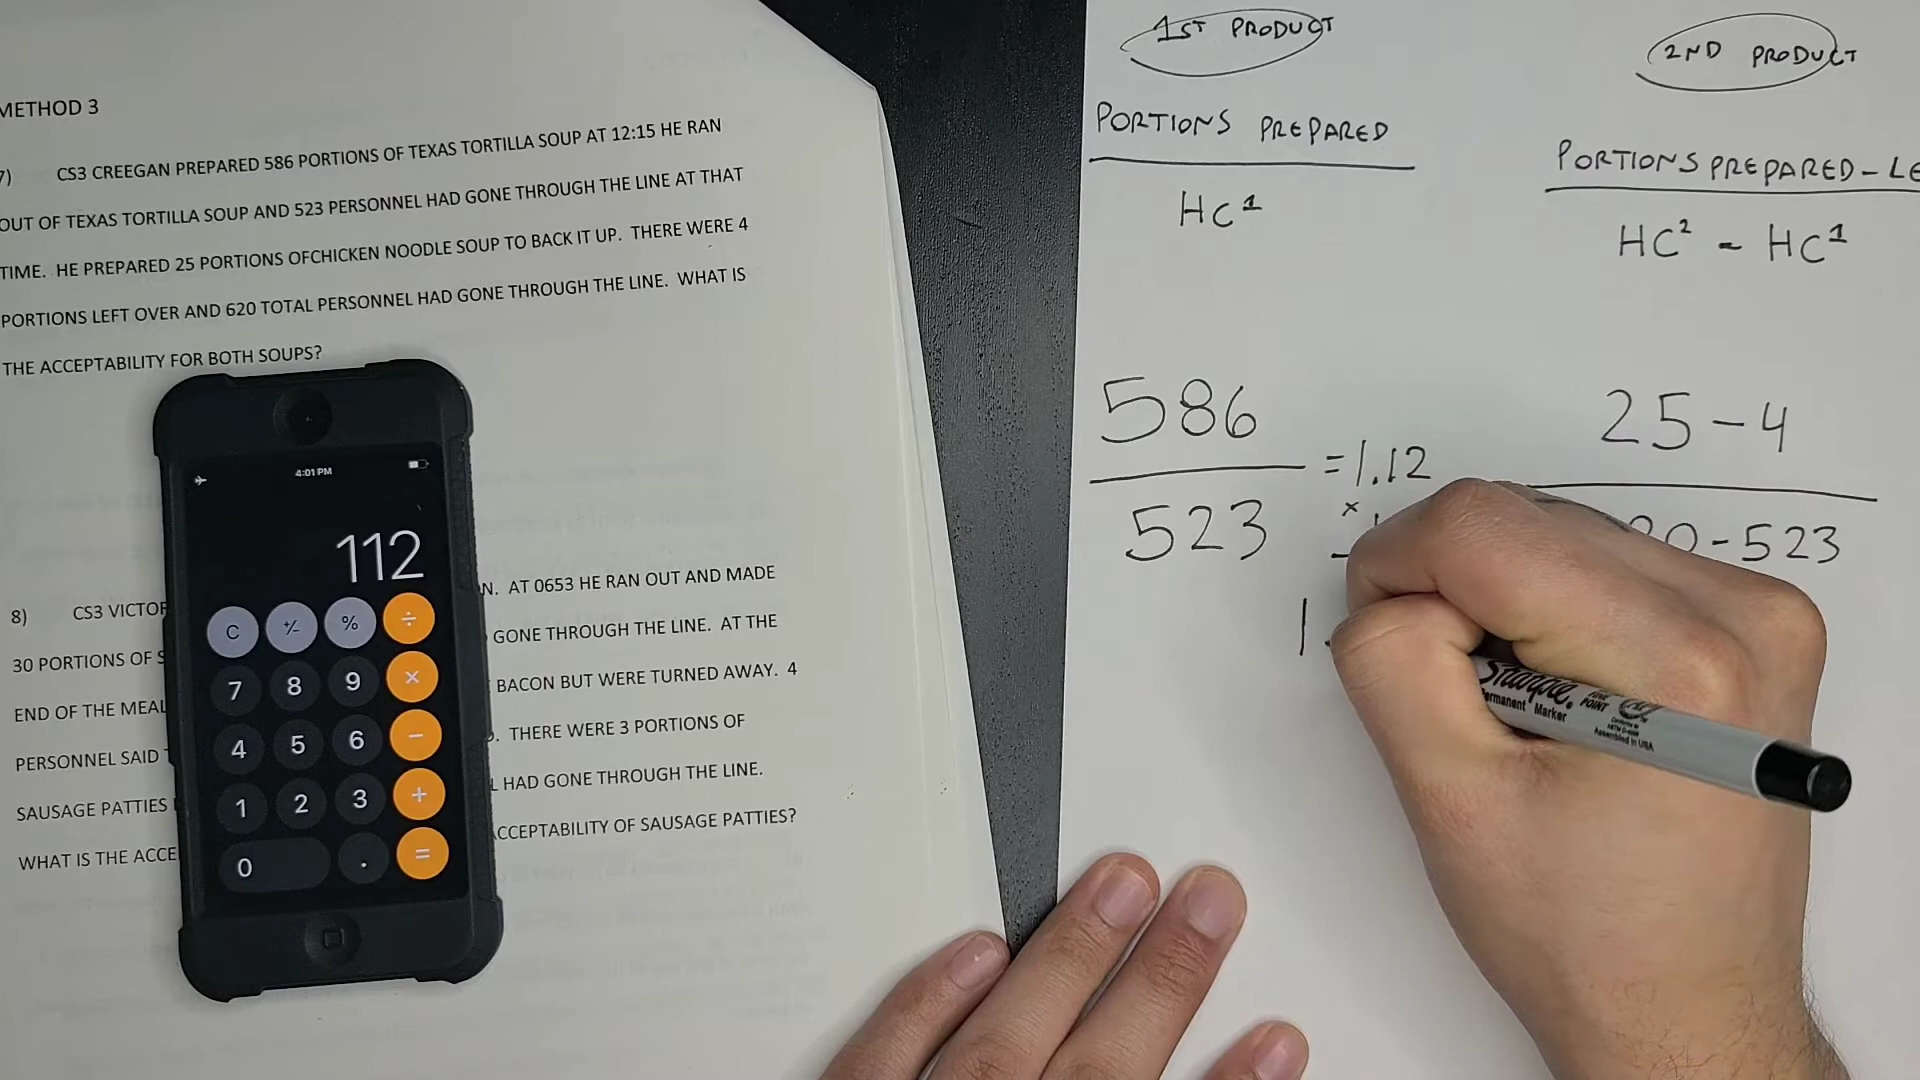 METHOD 3
7) CS3 CREEGAN PREPARED 586 PORTIONS OF TEXAS TORTILLA SOUP AT 12:15 HE RAN
OUT OF TEXAS TORTILLA SOUP AND 523 PERSONNEL HAD GONE THROUGH THE LINE AT THAT
TIME. HE PREPARED 25 PORTIONS OFCHICKEN NOODLE SOUP TO BACK IT UP. THERE WERE 4
PORTIONS LEFT OVER AND 620 TOTAL PERSONNEL HAD GONE THROUGH THE LINE. WHAT IS
THE ACCEPTABILITY FOR BOTH SOUPS?
8) CS3 VICTOR N. AT 0653 HE RAN OUT AND MADE
30 PORTIONS OF S GONE THROUGH THE LINE. AT THE
END OF THE MEAL BACON BUT WERE TURNED AWAY. 4
PERSONNEL SAID THERE WERE 3 PORTIONS OF
SAUSAGE PATTIES HAD GONE THROUGH THE LINE.
WHAT IS THE ACCE ACCEPTABILITY OF SAUSAGE PATTIES?
4:01 PM
112
C +/- % ÷
7 8 9 ×
4 5 6 −
1 2 3 +
0 . =
1ST PRODUCT
PORTIONS PREPARED
HC¹
586
523
=1.12
×
1.
2ND PRODUCT
PORTIONS PREPARED - LE
HC² - HC¹
25-4
20-523
Sharpie
Permanent Marker
FINE POINT
Assembled in USA